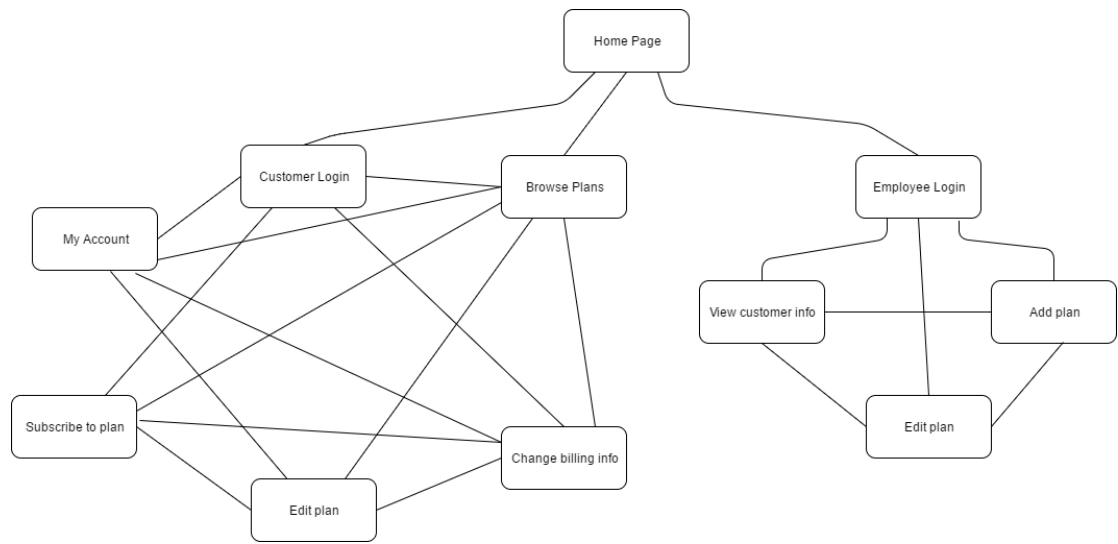 Home Page
Customer Login
Browse Plans
Employee Login
My Account
View customer info
Add plan
Subscribe to plan
Edit plan
Change billing info
Edit plan